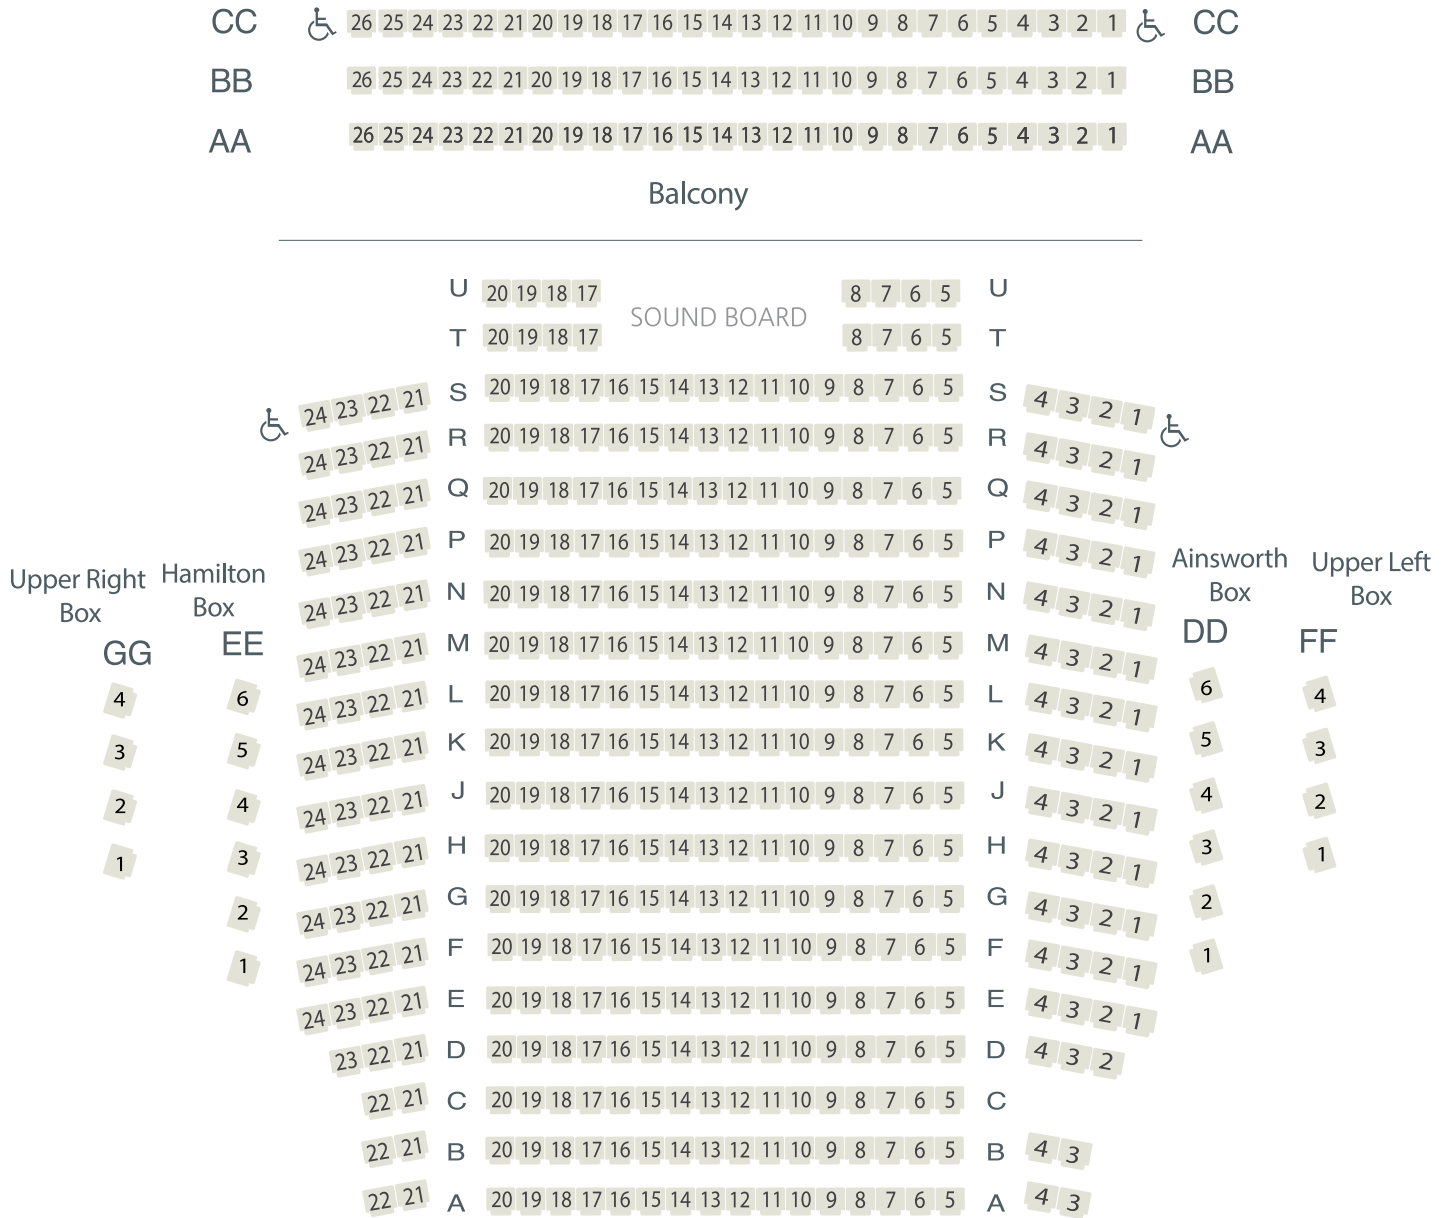 CC 26 25 24 23 22 21 20 19 18 17 16 15 14 13 12 11 10 9 8 7 6 5 4 3 2 1 CC
BB 26 25 24 23 22 21 20 19 18 17 16 15 14 13 12 11 10 9 8 7 6 5 4 3 2 1 BB
AA 26 25 24 23 22 21 20 19 18 17 16 15 14 13 12 11 10 9 8 7 6 5 4 3 2 1 AA
Balcony
U 20 19 18 17 8 7 6 5 U
SOUND BOARD
T 20 19 18 17 8 7 6 5 T
24 23 22 21 S 20 19 18 17 16 15 14 13 12 11 10 9 8 7 6 5 S 4 3 2 1
24 23 22 21 R 20 19 18 17 16 15 14 13 12 11 10 9 8 7 6 5 R 4 3 2 1
24 23 22 21 Q 20 19 18 17 16 15 14 13 12 11 10 9 8 7 6 5 Q 4 3 2 1
24 23 22 21 P 20 19 18 17 16 15 14 13 12 11 10 9 8 7 6 5 P 4 3 2 1
24 23 22 21 N 20 19 18 17 16 15 14 13 12 11 10 9 8 7 6 5 N 4 3 2 1
24 23 22 21 M 20 19 18 17 16 15 14 13 12 11 10 9 8 7 6 5 M 4 3 2 1
24 23 22 21 L 20 19 18 17 16 15 14 13 12 11 10 9 8 7 6 5 L 4 3 2 1
24 23 22 21 K 20 19 18 17 16 15 14 13 12 11 10 9 8 7 6 5 K 4 3 2 1
24 23 22 21 J 20 19 18 17 16 15 14 13 12 11 10 9 8 7 6 5 J 4 3 2 1
24 23 22 21 H 20 19 18 17 16 15 14 13 12 11 10 9 8 7 6 5 H 4 3 2 1
24 23 22 21 G 20 19 18 17 16 15 14 13 12 11 10 9 8 7 6 5 G 4 3 2 1
24 23 22 21 F 20 19 18 17 16 15 14 13 12 11 10 9 8 7 6 5 F 4 3 2 1
24 23 22 21 E 20 19 18 17 16 15 14 13 12 11 10 9 8 7 6 5 E 4 3 2 1
23 22 21 D 20 19 18 17 16 15 14 13 12 11 10 9 8 7 6 5 D 4 3 2
22 21 C 20 19 18 17 16 15 14 13 12 11 10 9 8 7 6 5 C
22 21 B 20 19 18 17 16 15 14 13 12 11 10 9 8 7 6 5 B 4 3
22 21 A 20 19 18 17 16 15 14 13 12 11 10 9 8 7 6 5 A 4 3
Upper Right
Box
GG
4
3
2
1
Hamilton
Box
EE
6
5
4
3
2
1
Ainsworth
Box
DD
6
5
4
3
2
1
Upper Left
Box
FF
4
3
2
1